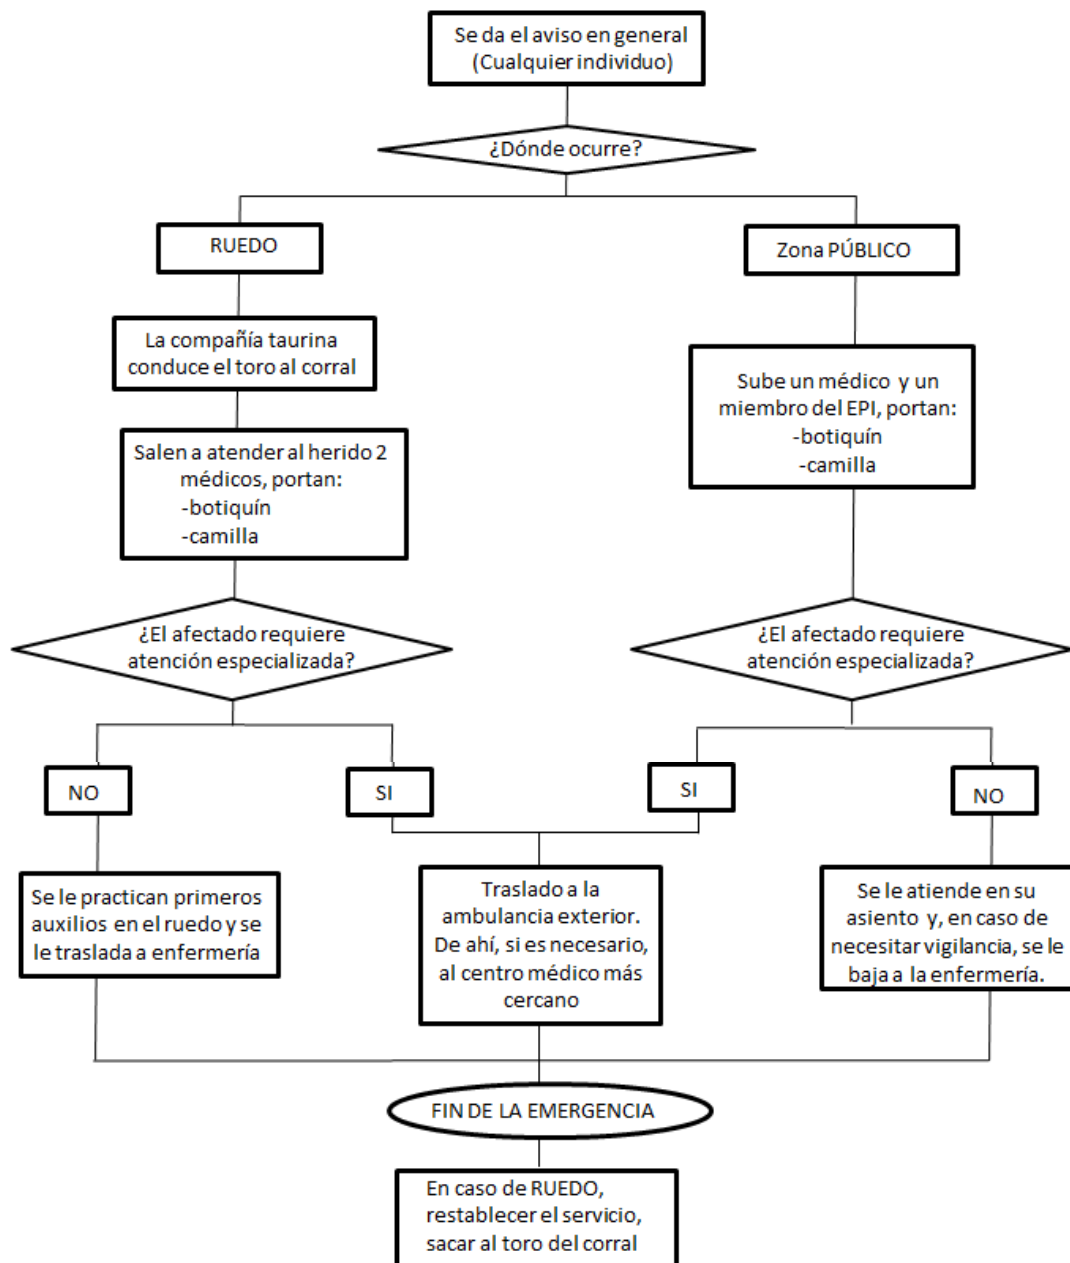 Se da el aviso en general
(Cualquier individuo)
¿Dónde ocurre?
RUEDO
Zona PÚBLICO
La compañía taurina
conduce el toro al corral
Sube un médico y un
miembro del EPI, portan:
-botiquín
-camilla
Salen a atender al herido 2
médicos, portan:
-botiquín
-camilla
¿El afectado requiere
atención especializada?
¿El afectado requiere
atención especializada?
NO
SI
SI
NO
Se le practican primeros
auxilios en el ruedo y se
le traslada a enfermería
Traslado a la
ambulancia exterior.
De ahí, si es necesario,
al centro médico más
cercano
Se le atiende en su
asiento y, en caso de
necesitar vigilancia, se le
baja a la enfermería.
FIN DE LA EMERGENCIA
En caso de RUEDO,
restablecer el servicio,
sacar al toro del corral